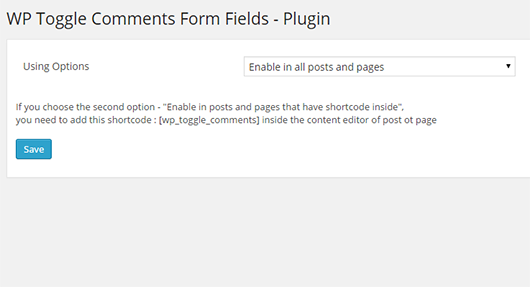 WP Toggle Comments Form Fields - Plugin
Using Options
Enable in all posts and pages
If you choose the second option - "Enable in posts and pages that have shortcode inside",
you need to add this shortcode : [wp_toggle_comments] inside the content editor of post ot page
Save